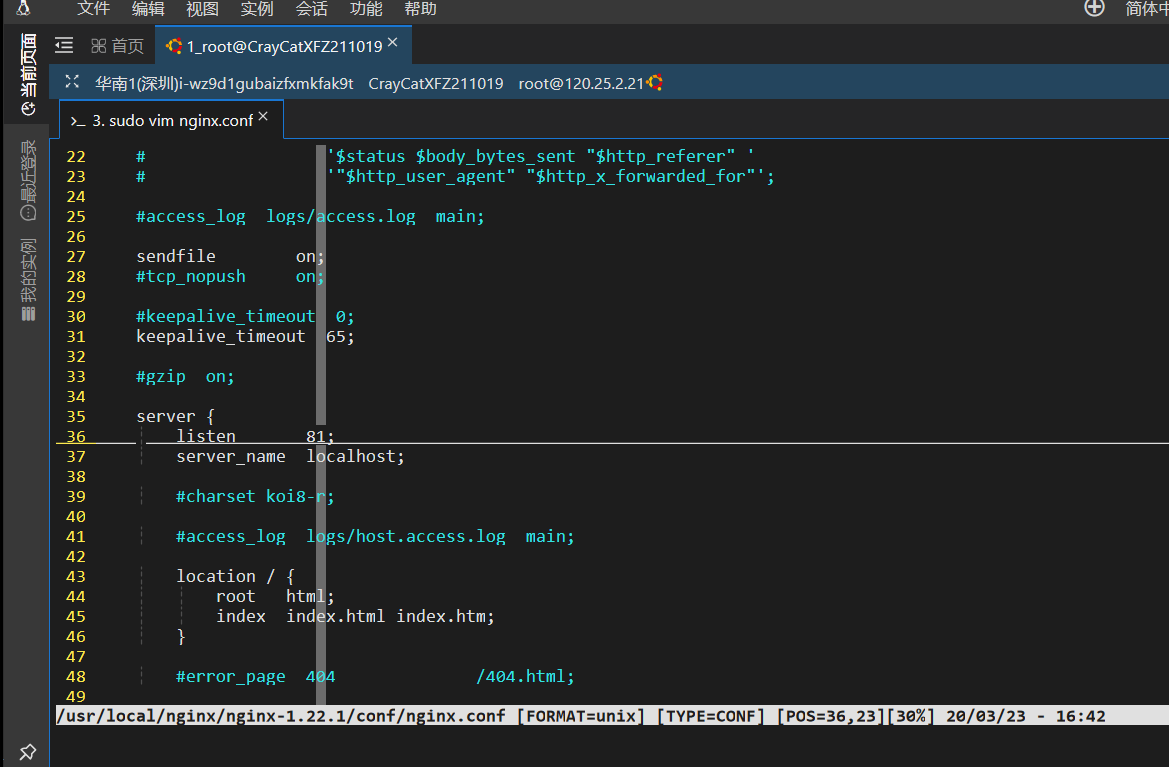 文件 编辑 视图 实例 会话 功能 帮助 简体中
首页 1_root@CrayCatXFZ211019
华南1(深圳)i-wz9d1gubaizfxmkfak9t CrayCatXFZ211019 root@120.25.2.21
>_ 3. sudo vim nginx.conf
当前页面
最近登录
我的实例
22 # '$status $body_bytes_sent "$http_referer" '
23 # '"$http_user_agent" "$http_x_forwarded_for"';
24
25 #access_log logs/access.log main;
26
27 sendfile on;
28 #tcp_nopush on;
29
30 #keepalive_timeout 0;
31 keepalive_timeout 65;
32
33 #gzip on;
34
35 server {
36 listen 81;
37 server_name localhost;
38
39 #charset koi8-r;
40
41 #access_log logs/host.access.log main;
42
43 location / {
44 root html;
45 index index.html index.htm;
46 }
47
48 #error_page 404 /404.html;
49
/usr/local/nginx/nginx-1.22.1/conf/nginx.conf [FORMAT=unix] [TYPE=CONF] [POS=36,23][30%] 20/03/23 - 16:42